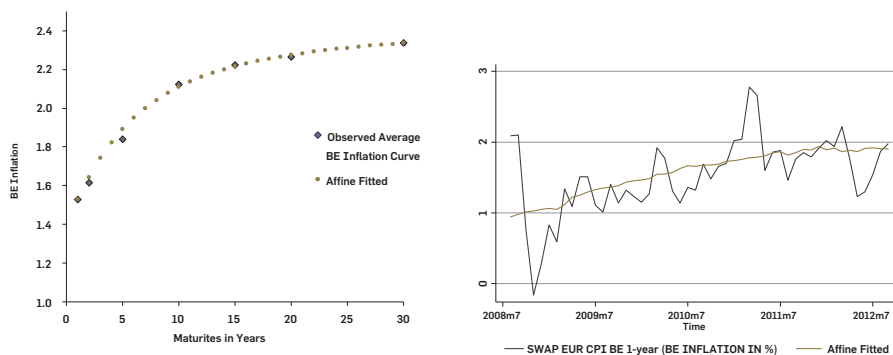 2.4
2.2
2.0
1.8
1.6
1.4
1.2
1.0
BE Inflation
0 5 10 15 20 25 30
Maturites in Years
Observed Average
BE Inflation Curve
Affine Fitted
3
2
1
0
2008m7 2009m7 2010m7 2011m7 2012m7
Time
SWAP EUR CPI BE 1-year (BE INFLATION IN %) Affine Fitted